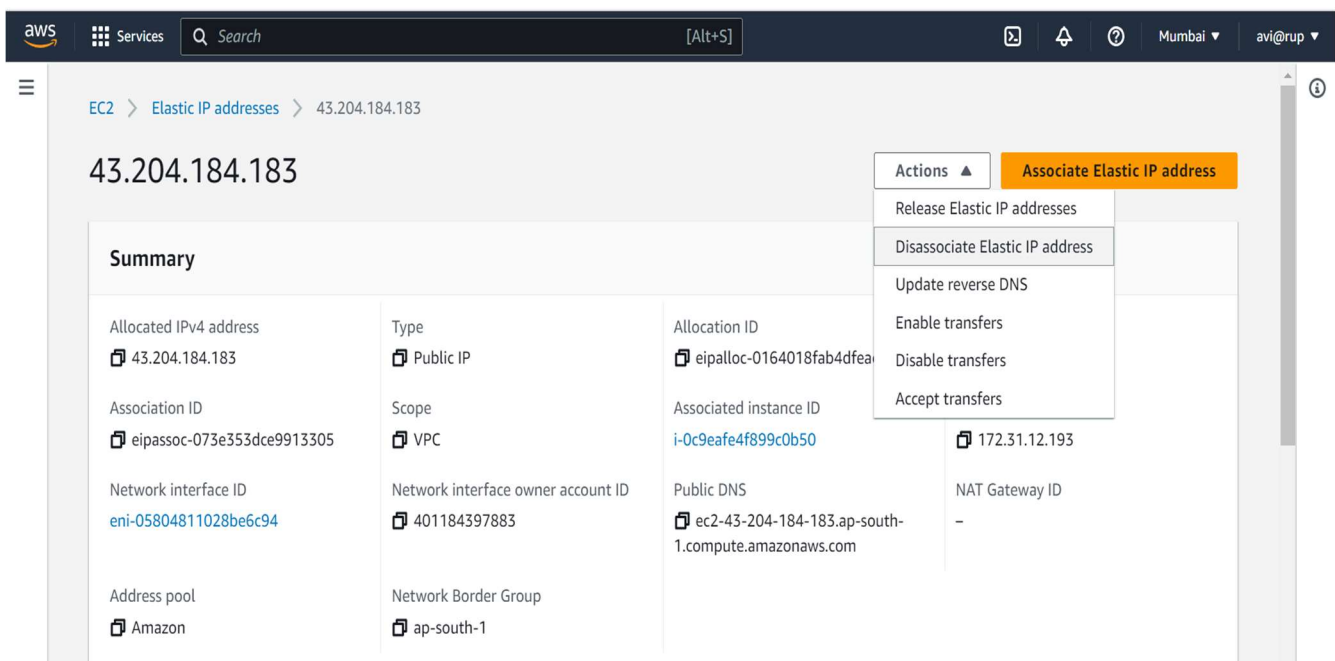 aws
Services
Search [Alt+S]
Mumbai ▼
avi@rup ▼
EC2 > Elastic IP addresses > 43.204.184.183
43.204.184.183
Actions ▲
Associate Elastic IP address
Release Elastic IP addresses
Disassociate Elastic IP address
Update reverse DNS
Enable transfers
Disable transfers
Accept transfers
Summary
Allocated IPv4 address
43.204.184.183
Type
Public IP
Allocation ID
Association ID
eipassoc-073e353dce9913305
Scope
VPC
Associated instance ID
i-0c9eafe4f899c0b50
172.31.12.193
Network interface ID
eni-05804811028be6c94
Network interface owner account ID
401184397883
Public DNS
ec2-43-204-184-183.ap-south-
1.compute.amazonaws.com
NAT Gateway ID
–
Address pool
Amazon
Network Border Group
ap-south-1